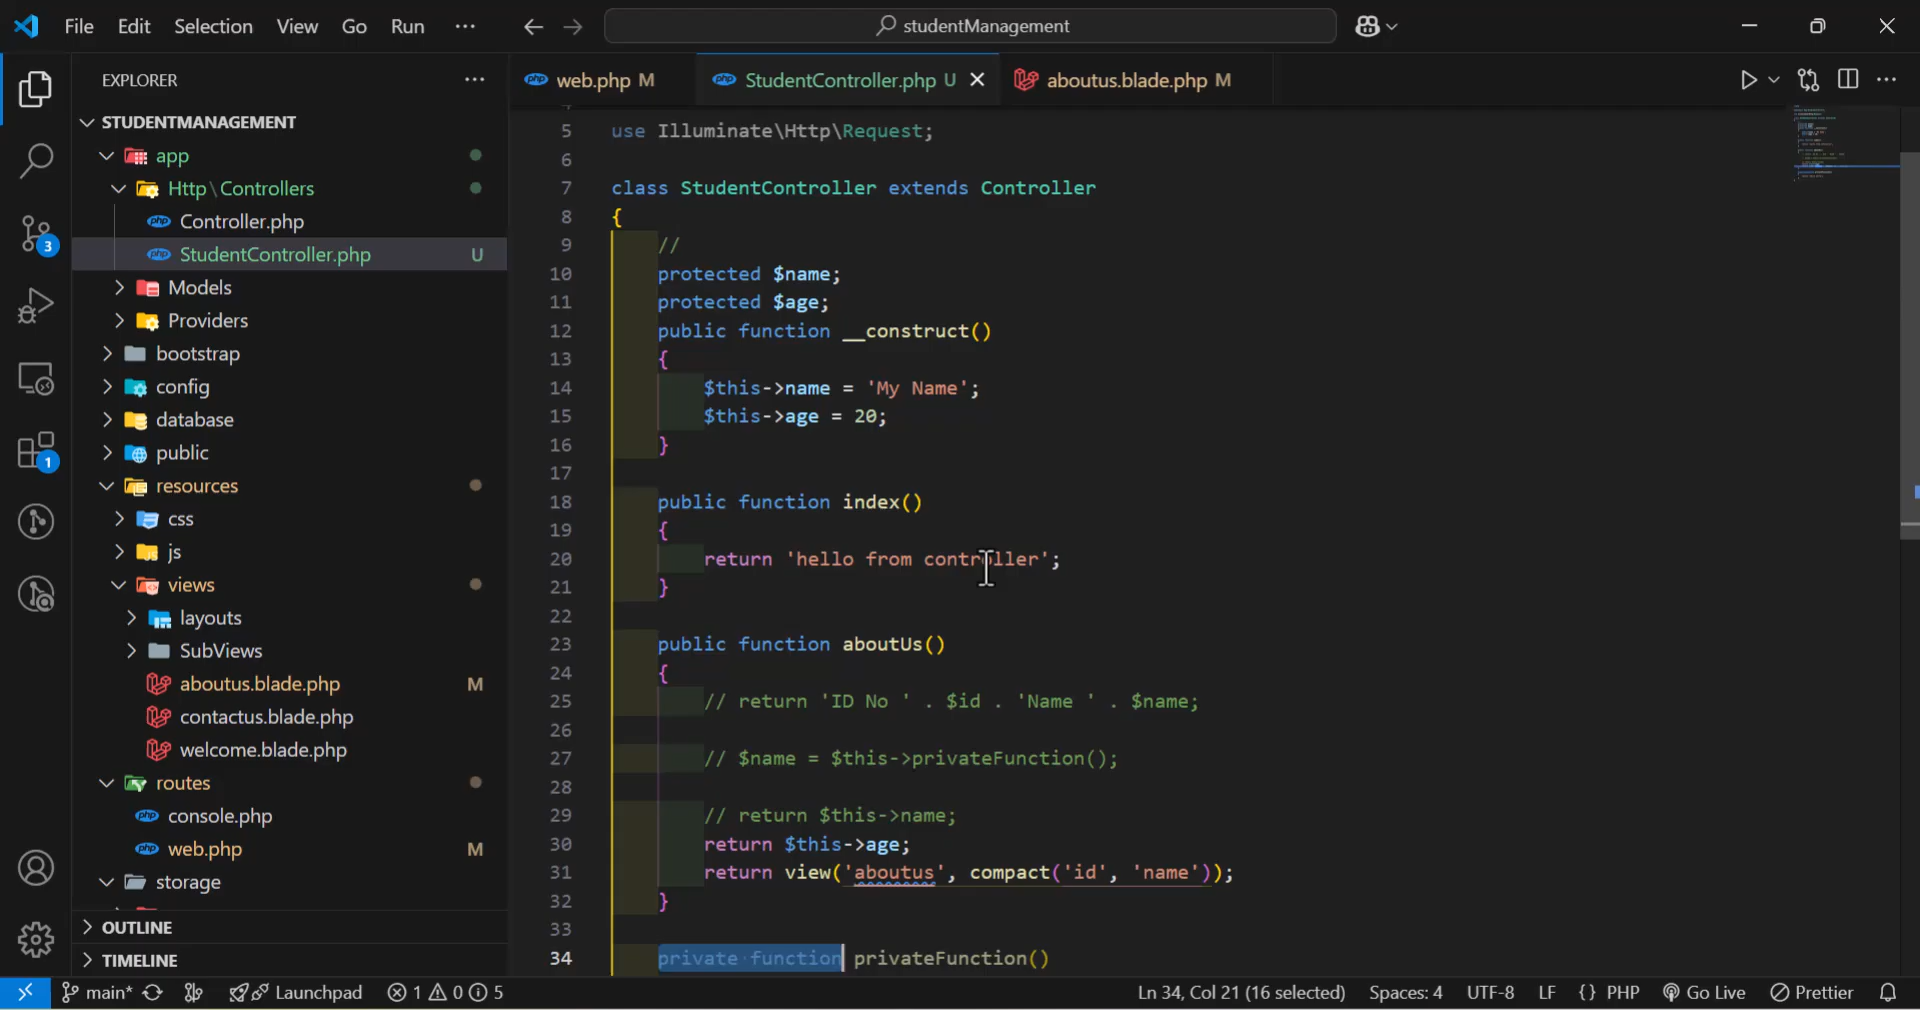 File Edit Selection View Go Run ··· studentManagement
EXPLORER ···
STUDENTMANAGEMENT
app
Http\Controllers
php Controller.php
php StudentController.php U
Models
Providers
bootstrap
config
database
public
resources
css
js
views
layouts
SubViews
aboutus.blade.php M
contactus.blade.php
welcome.blade.php
routes
php console.php
php web.php M
storage
OUTLINE
TIMELINE
3
1
php web.php M php StudentController.php U aboutus.blade.php M
5 use Illuminate\Http\Request;
6
7 class StudentController extends Controller
8 {
9 //
10 protected $name;
11 protected $age;
12 public function __construct()
13 {
14 $this->name = 'My Name';
15 $this->age = 20;
16 }
17
18 public function index()
19 {
20 return 'hello from controller';
21 }
22
23 public function aboutUs()
24 {
25 // return 'ID No ' . $id . 'Name ' . $name;
26
27 // $name = $this->privateFunction();
28
29 // return $this->name;
30 return $this->age;
31 return view('aboutus', compact('id', 'name'));
32 }
33
34 private function privateFunction()
main* Launchpad 1 0 5 Ln 34, Col 21 (16 selected) Spaces: 4 UTF-8 LF {} PHP Go Live Prettier